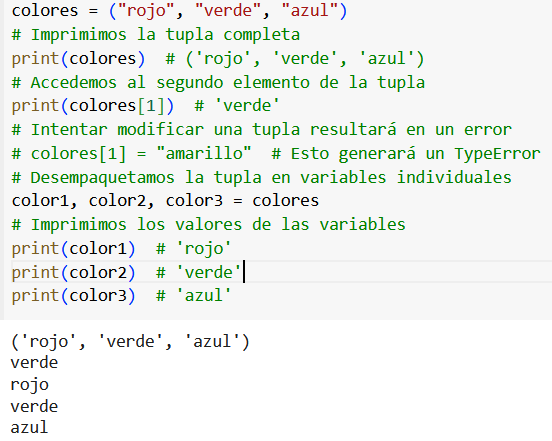 colores = ("rojo", "verde", "azul")
# Imprimimos la tupla completa
print(colores)  # ('rojo', 'verde', 'azul')
# Accedemos al segundo elemento de la tupla
print(colores[1])  # 'verde'
# Intentar modificar una tupla resultará en un error
# colores[1] = "amarillo"  # Esto generará un TypeError
# Desempaquetamos la tupla en variables individuales
color1, color2, color3 = colores
# Imprimimos los valores de las variables
print(color1)  # 'rojo'
print(color2)  # 'verde'
print(color3)  # 'azul'
('rojo', 'verde', 'azul')
verde
rojo
verde
azul